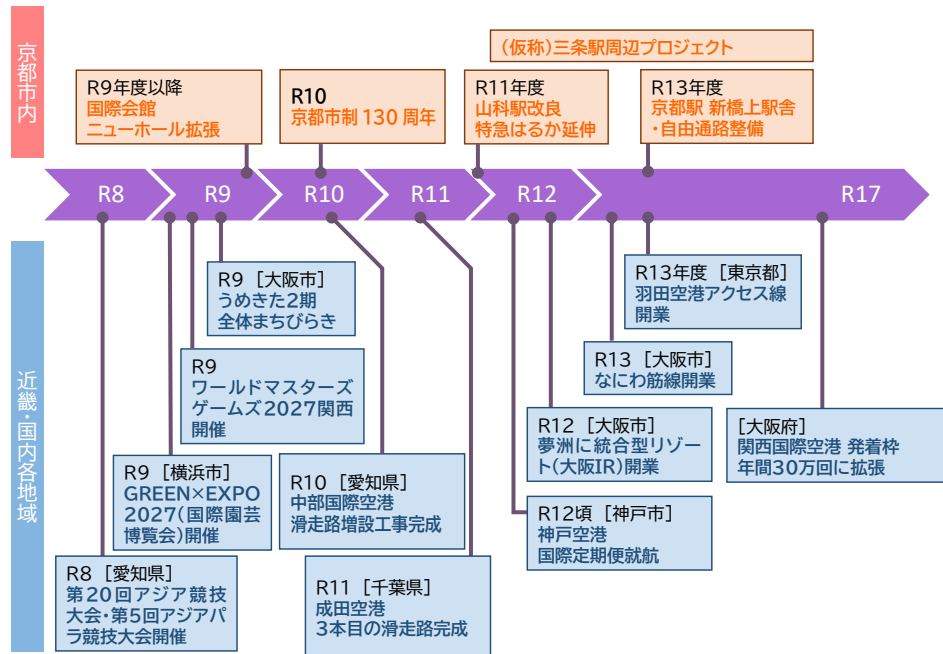 京都市内
(仮称)三条駅周辺プロジェクト
R9年度以降
国際会館
ニューホール拡張
R10
京都市制 130 周年
R11年度
山科駅改良
特急はるか延伸
R13年度
京都駅 新橋上駅舎
・自由通路整備
R8
R9
R10
R11
R12
R17
近畿・国内各地域
R9 [大阪市]
うめきた2期
全体まちびらき
R13年度 [東京都]
羽田空港アクセス線
開業
R9
ワールドマスターズ
ゲームズ2027関西
開催
R13 [大阪市]
なにわ筋線開業
R12 [大阪市]
夢洲に統合型リゾー
ト(大阪IR)開業
[大阪府]
関西国際空港 発着枠
年間30万回に拡張
R9 [横浜市]
GREEN×EXPO
2027(国際園芸
博覧会)開催
R10 [愛知県]
中部国際空港
滑走路増設工事完成
R12頃 [神戸市]
神戸空港
国際定期便就航
R8 [愛知県]
第20回アジア競技
大会・第5回アジアパ
ラ競技大会開催
R11 [千葉県]
成田空港
3本目の滑走路完成